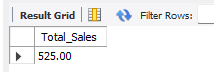 Result Grid Filter Rows:
Total_Sales
525.00